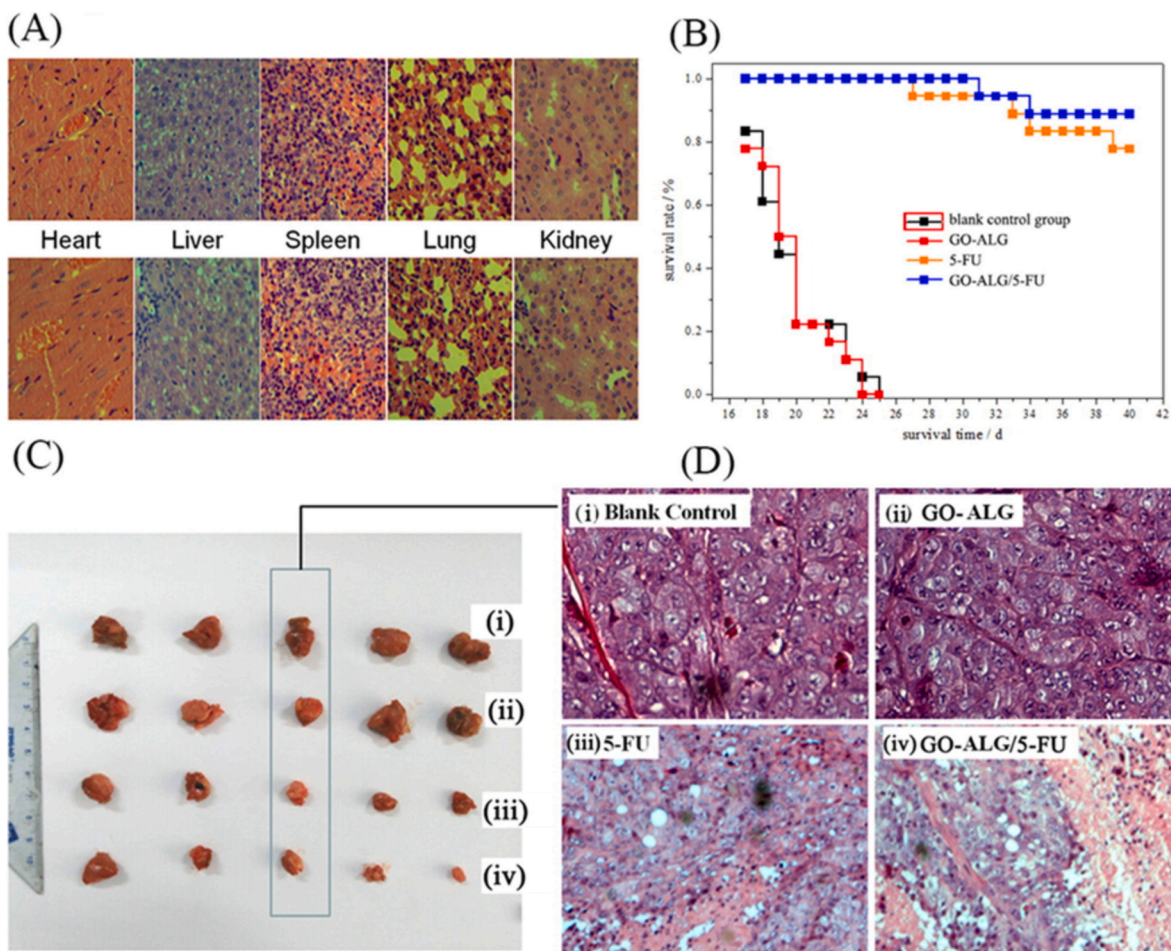 (A)
Heart Liver Spleen Lung Kidney
(B)
1.0
0.8
0.6
0.4
0.2
0.0
survival rate / %
blank control group
GO-ALG
5-FU
GO-ALG/5-FU
16 18 20 22 24 26 28 30 32 34 36 38 40 42
survival time / d
(C)
(i)
(ii)
(iii)
(iv)
(D)
(i) Blank Control
(ii) GO-ALG
(iii) 5-FU
(iv) GO-ALG/5-FU